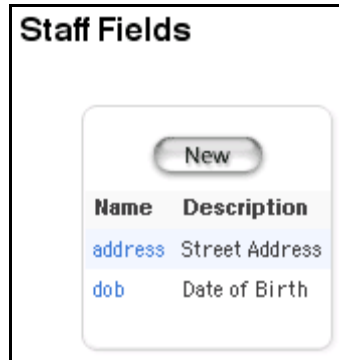 Staff Fields
New
Name Description
address Street Address
dob Date of Birth